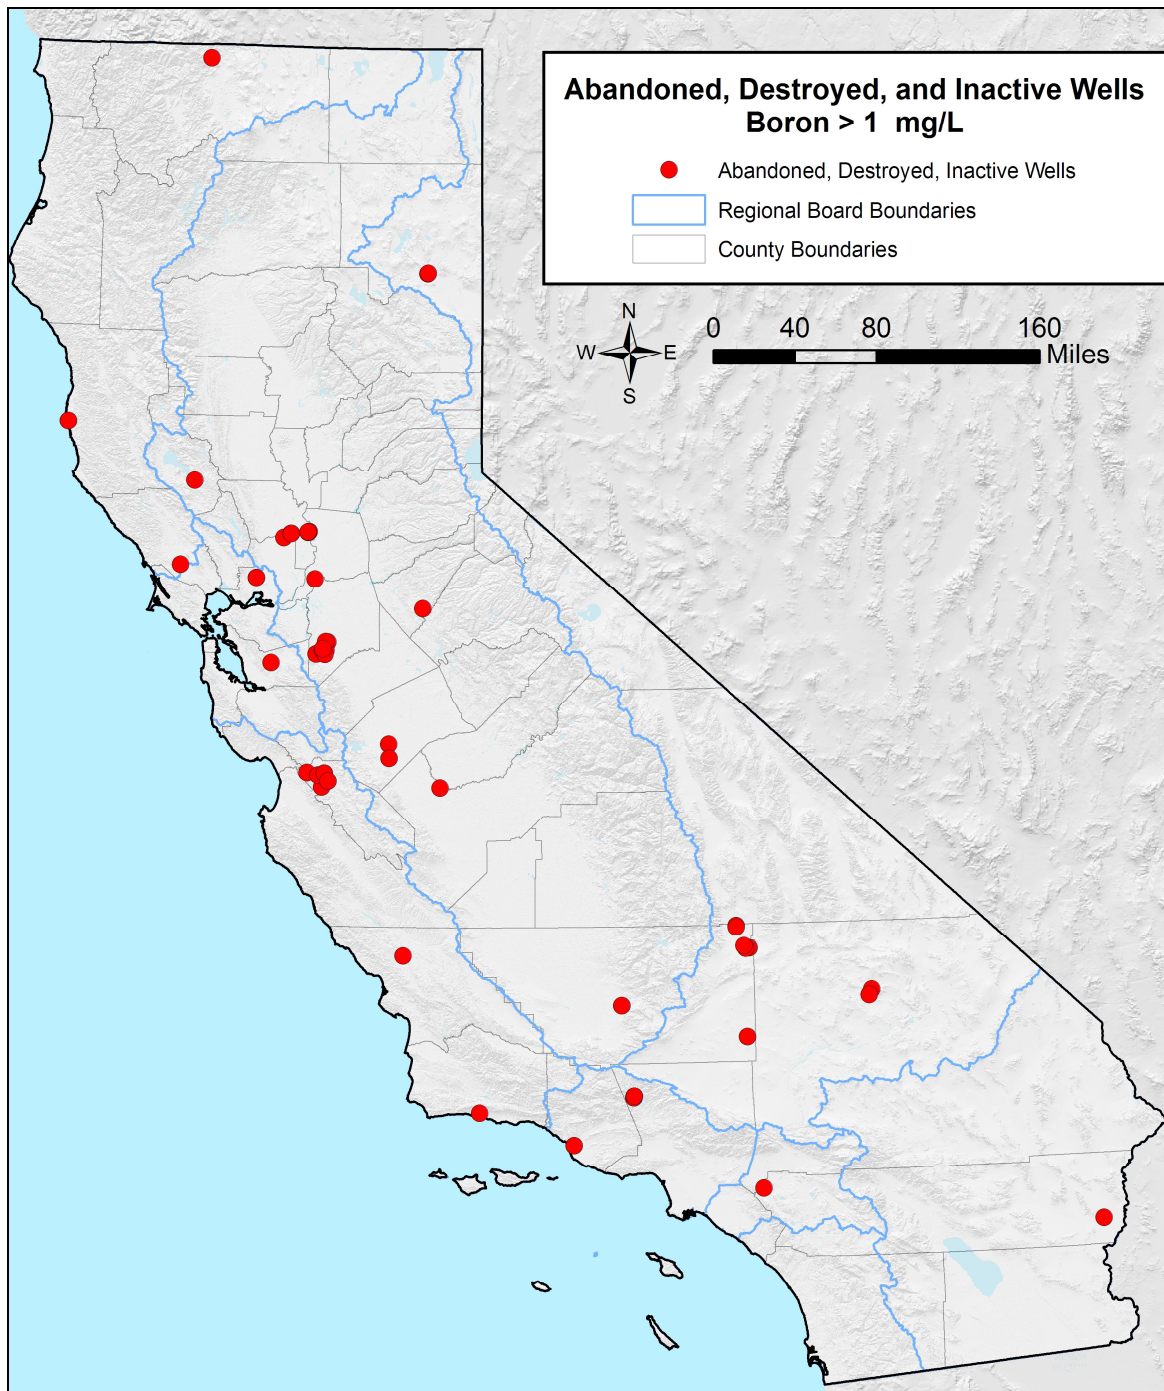 Abandoned, Destroyed, and Inactive Wells
Boron > 1 mg/L
Abandoned, Destroyed, Inactive Wells
Regional Board Boundaries
County Boundaries
N
W E
S
0 40 80 160
Miles